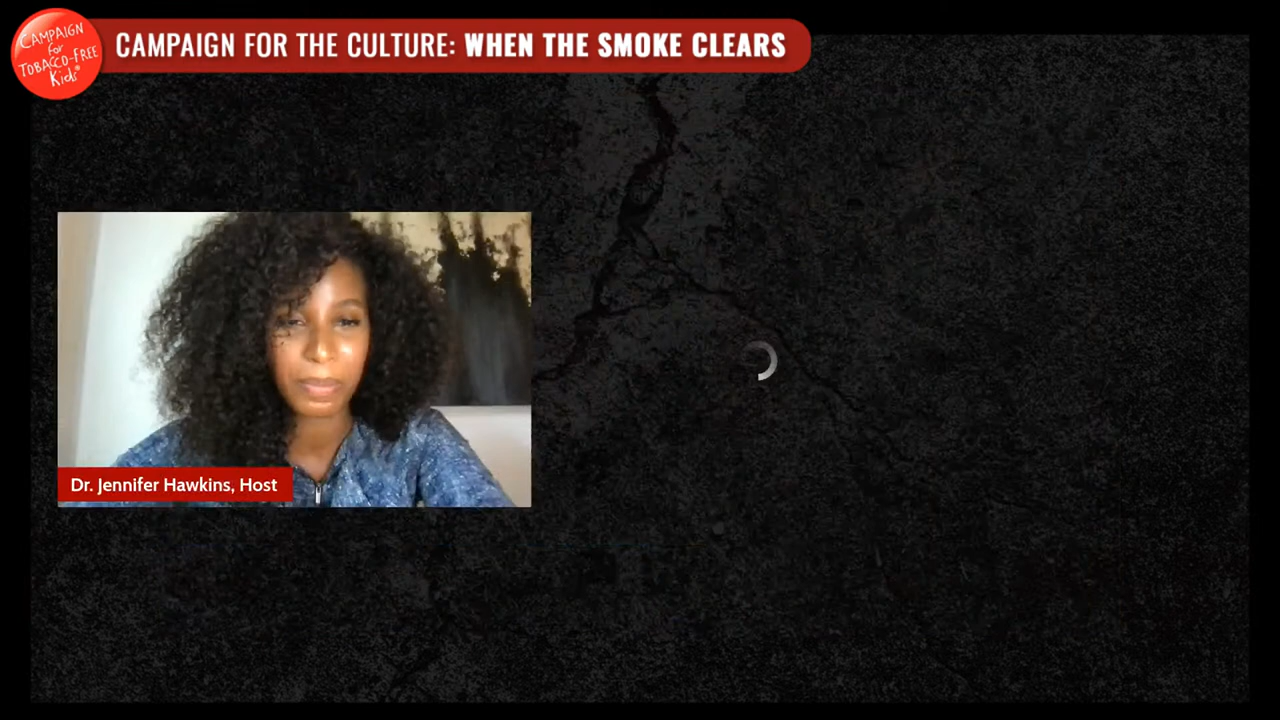 CAMPAIGN
for
TOBACCO-FREE
Kids®
CAMPAIGN FOR THE CULTURE: WHEN THE SMOKE CLEARS
Dr. Jennifer Hawkins, Host